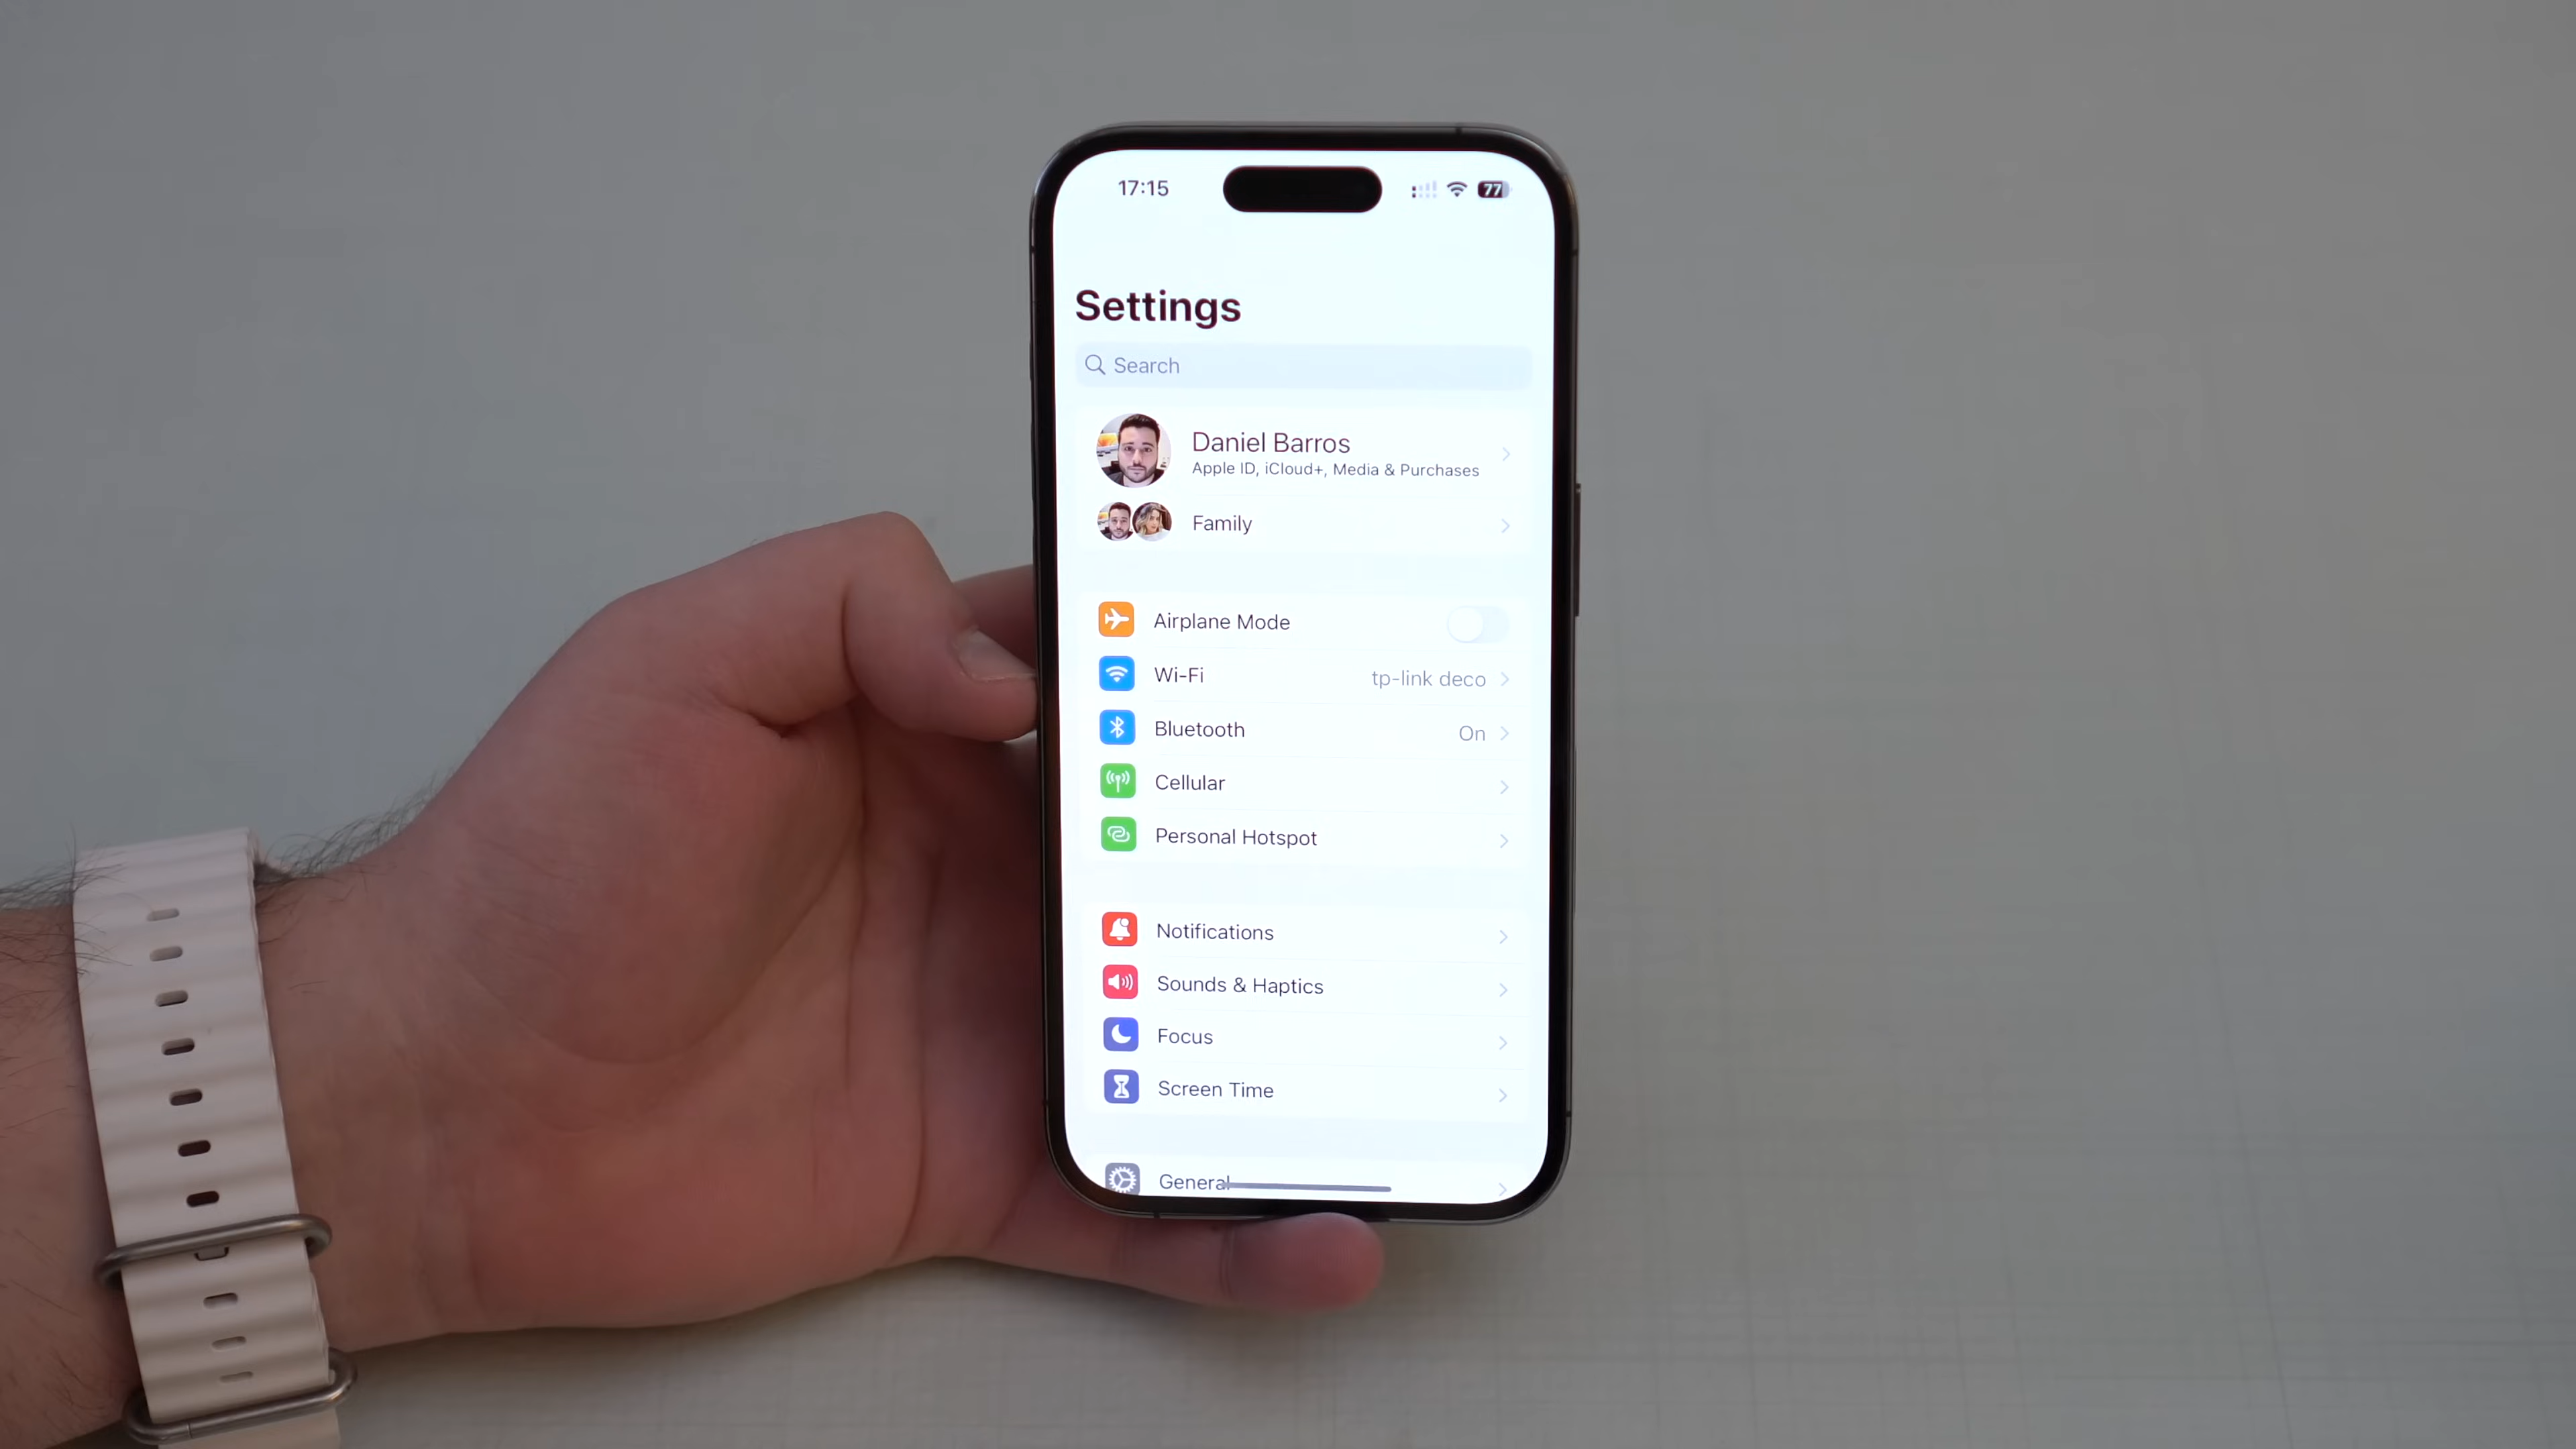 17:15
77
Settings
Search
Daniel Barros
Apple ID, iCloud+, Media & Purchases
Family
Airplane Mode
Wi-Fi tp-link deco
Bluetooth On
Cellular
Personal Hotspot
Notifications
Sounds & Haptics
Focus
Screen Time
General